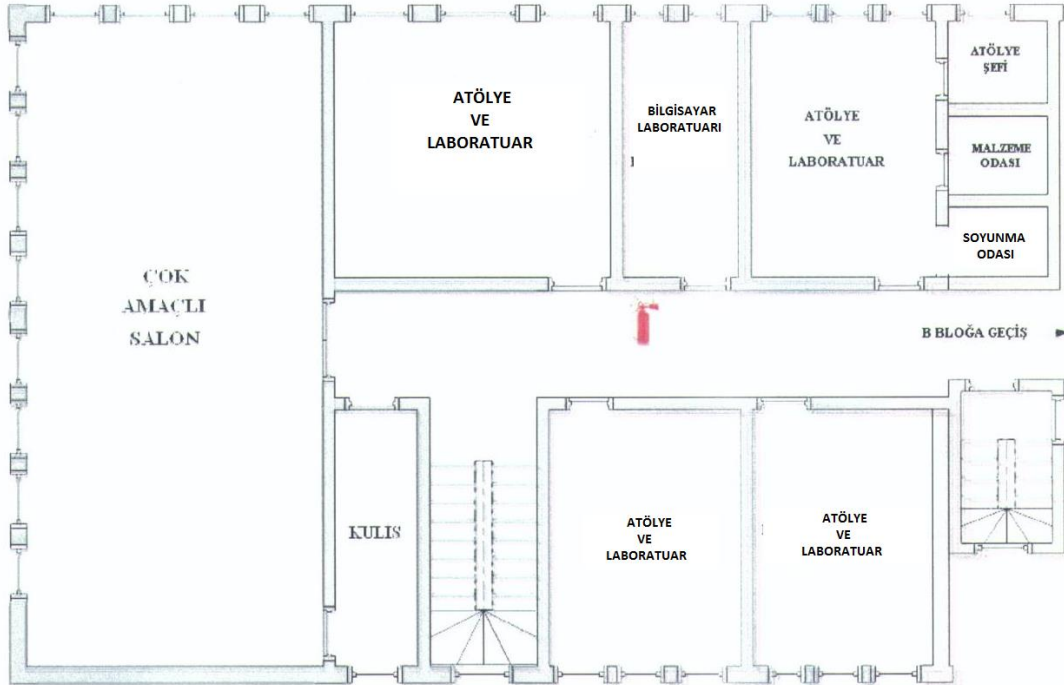 ATÖLYE
VE
LABORATUAR
BİLGİSAYAR
LABORATUARI
ATÖLYE
VE
LABORATUAR
ATÖLYE
ŞEFİ
MALZEME
ODASI
SOYUNMA
ODASI
ÇOK
AMAÇLI
SALON
B BLOĞA GEÇİŞ
KULIS
ATÖLYE
VE
LABORATUAR
ATÖLYE
VE
LABORATUAR